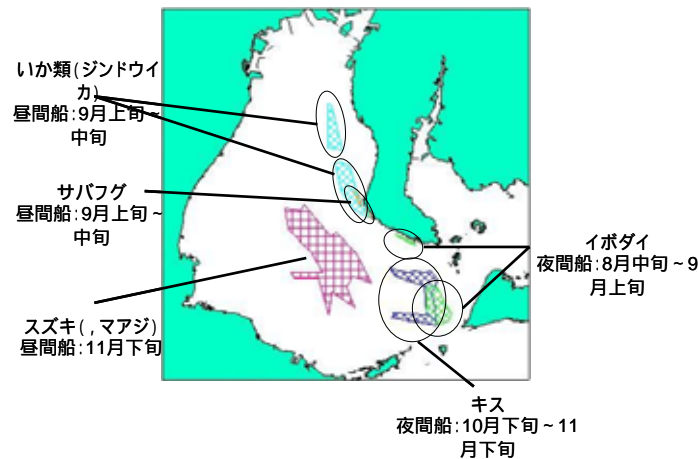 いか類(ジンドウイ
カ)
昼間船:9月上旬~
中旬
サバフグ
昼間船:9月上旬~
中旬
スズキ(,マアジ)
昼間船:11月下旬
イボダイ
夜間船:8月中旬~9
月上旬
キス
夜間船:10月下旬~11
月下旬